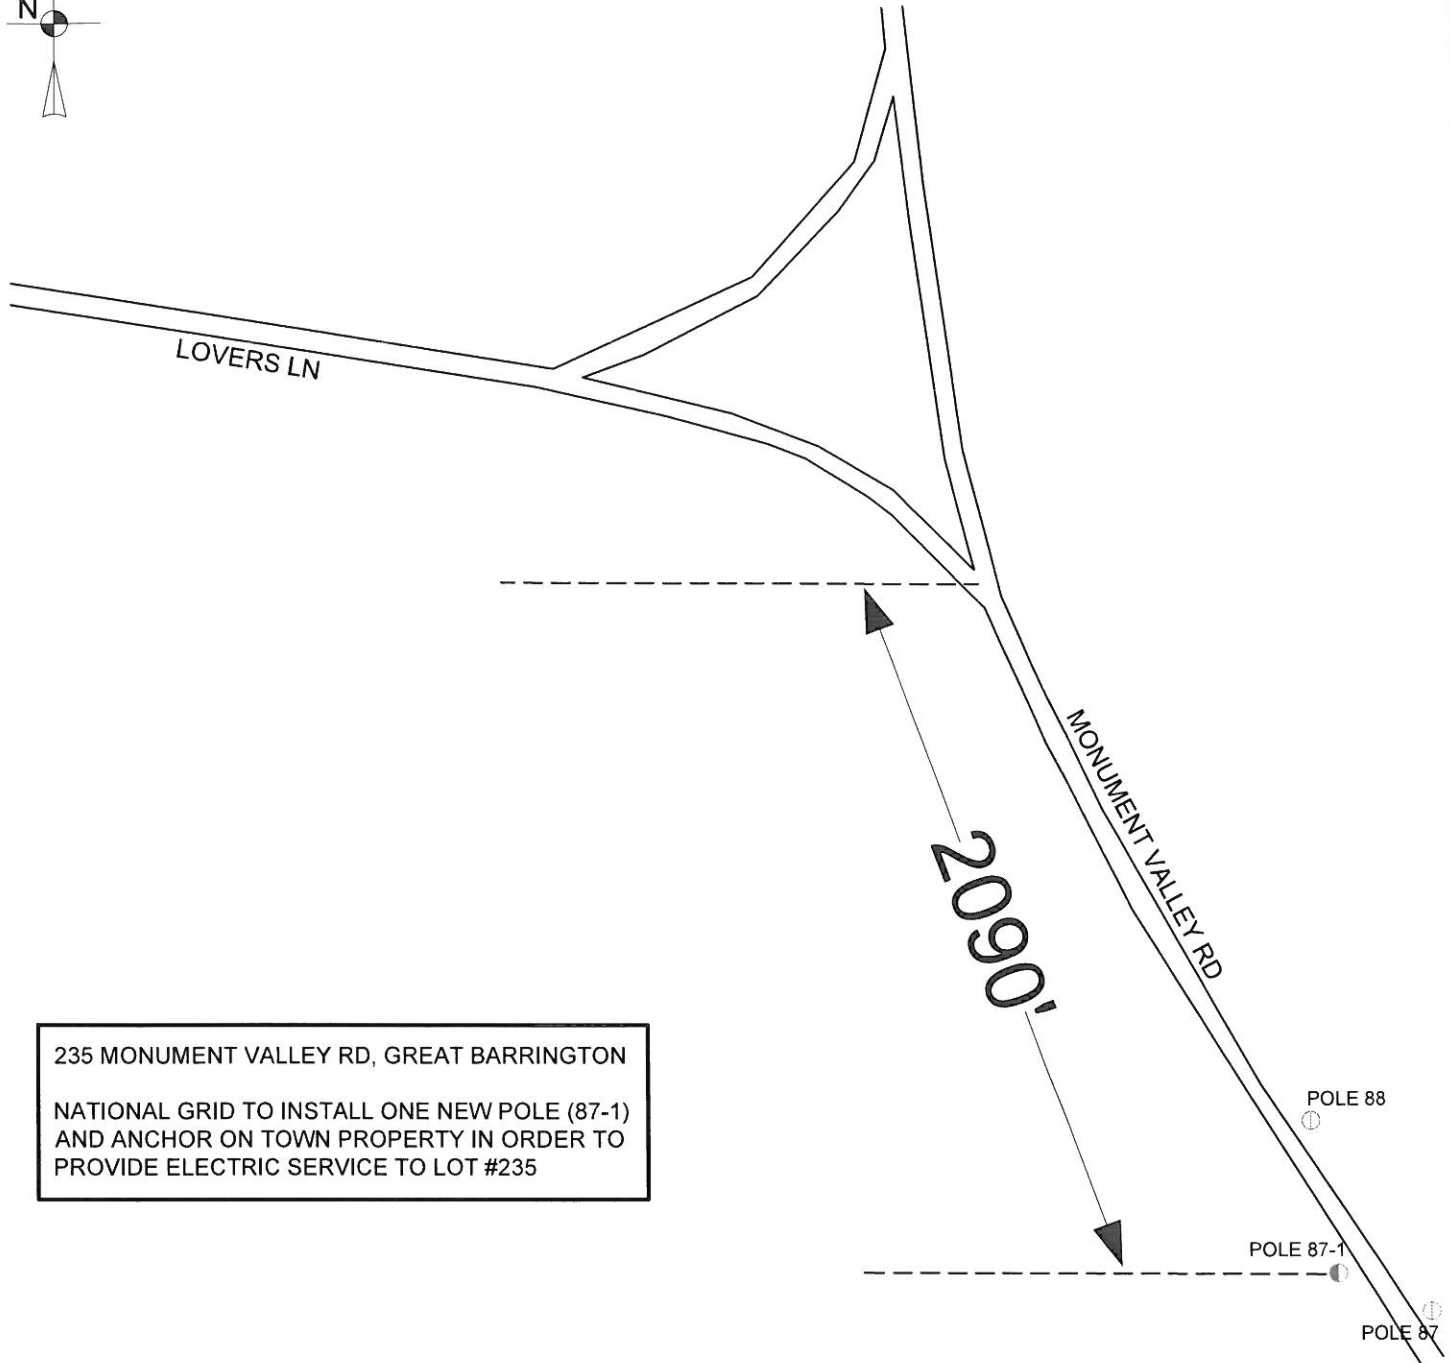 N
LOVERS LN
MONUMENT VALLEY RD
2090'
235 MONUMENT VALLEY RD, GREAT BARRINGTON
NATIONAL GRID TO INSTALL ONE NEW POLE (87-1)
AND ANCHOR ON TOWN PROPERTY IN ORDER TO
PROVIDE ELECTRIC SERVICE TO LOT #235
POLE 88
POLE 87-1
POLE 87